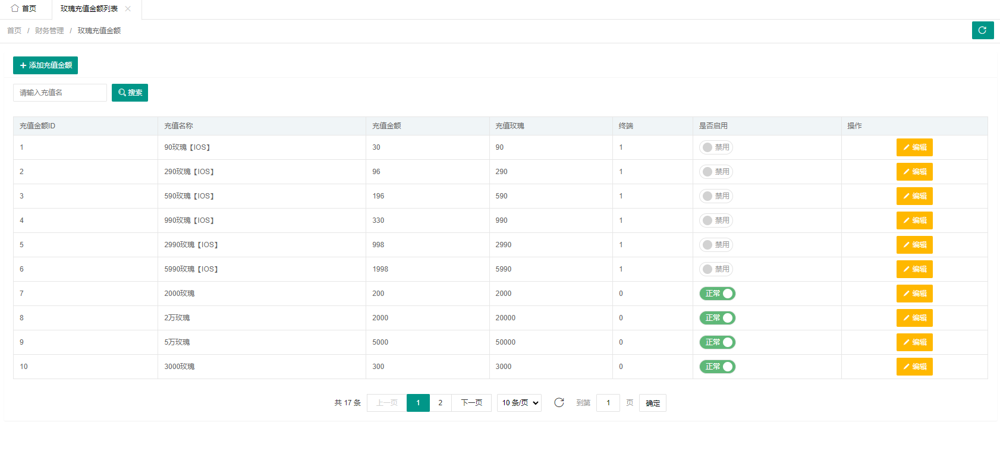 首页 玫瑰充值金额列表
首页 / 财务管理 / 玫瑰充值金额
添加充值金额
请输入充值名 搜索
充值金额ID 充值名称 充值金额 充值玫瑰 终端 是否启用 操作
1 90玫瑰【IOS】 30 90 1 禁用 编辑
2 290玫瑰【IOS】 96 290 1 禁用 编辑
3 590玫瑰【IOS】 196 590 1 禁用 编辑
4 990玫瑰【IOS】 330 990 1 禁用 编辑
5 2990玫瑰【IOS】 998 2990 1 禁用 编辑
6 5990玫瑰【IOS】 1998 5990 1 禁用 编辑
7 2000玫瑰 200 2000 0 正常 编辑
8 2万玫瑰 2000 20000 0 正常 编辑
9 5万玫瑰 5000 50000 0 正常 编辑
10 3000玫瑰 300 3000 0 正常 编辑
共 17 条 上一页 1 2 下一页 10 条/页 到第 1 页 确定